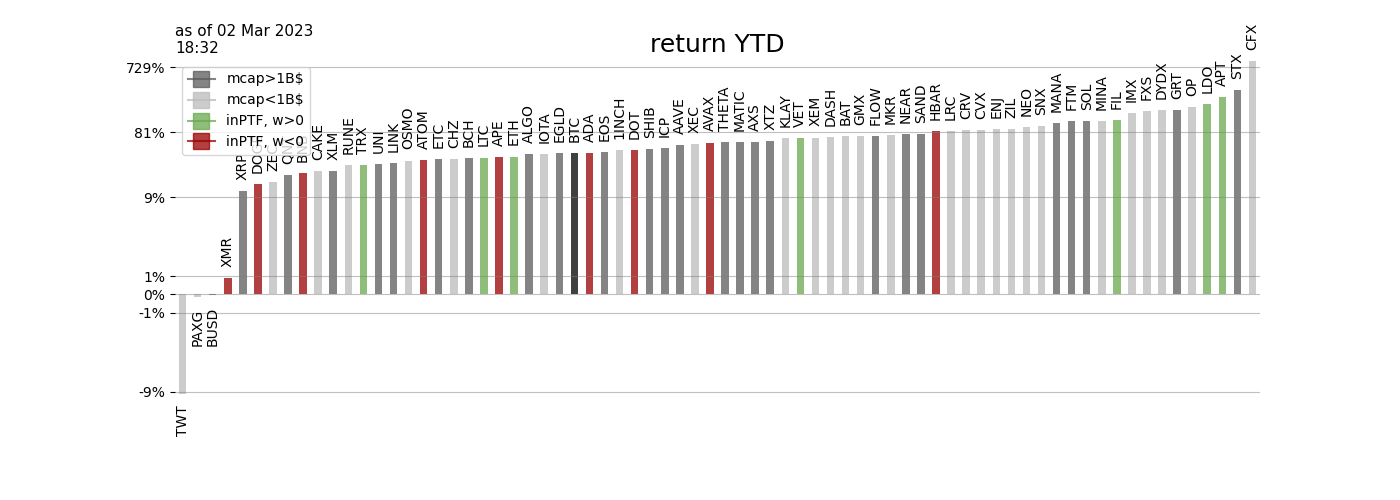 as of 02 Mar 2023
18:32
return YTD
729%
81%
9%
1%
0%
-1%
-9%
mcap>1B$
mcap<1B$
inPTF, w>0
inPTF, w<0
TWT
PAXG
BUSD
XMR
XRP
CAKE
XLM
RUNE
TRX
UNI
LINK
OSMO
ATOM
ETC
CHZ
BCH
LTC
APE
ETH
ALGO
IOTA
EGLD
BTC
ADA
EOS
1INCH
DOT
SHIB
ICP
AAVE
XEC
AVAX
THETA
MATIC
AXS
XTZ
KLAY
VET
XEM
DASH
BAT
GMX
FLOW
MKR
NEAR
SAND
HBAR
LRC
CRV
CVX
ENJ
ZIL
NEO
SNX
MANA
FTM
SOL
MINA
FIL
IMX
FXS
DYDX
GRT
OP
LDO
APT
STX
CFX